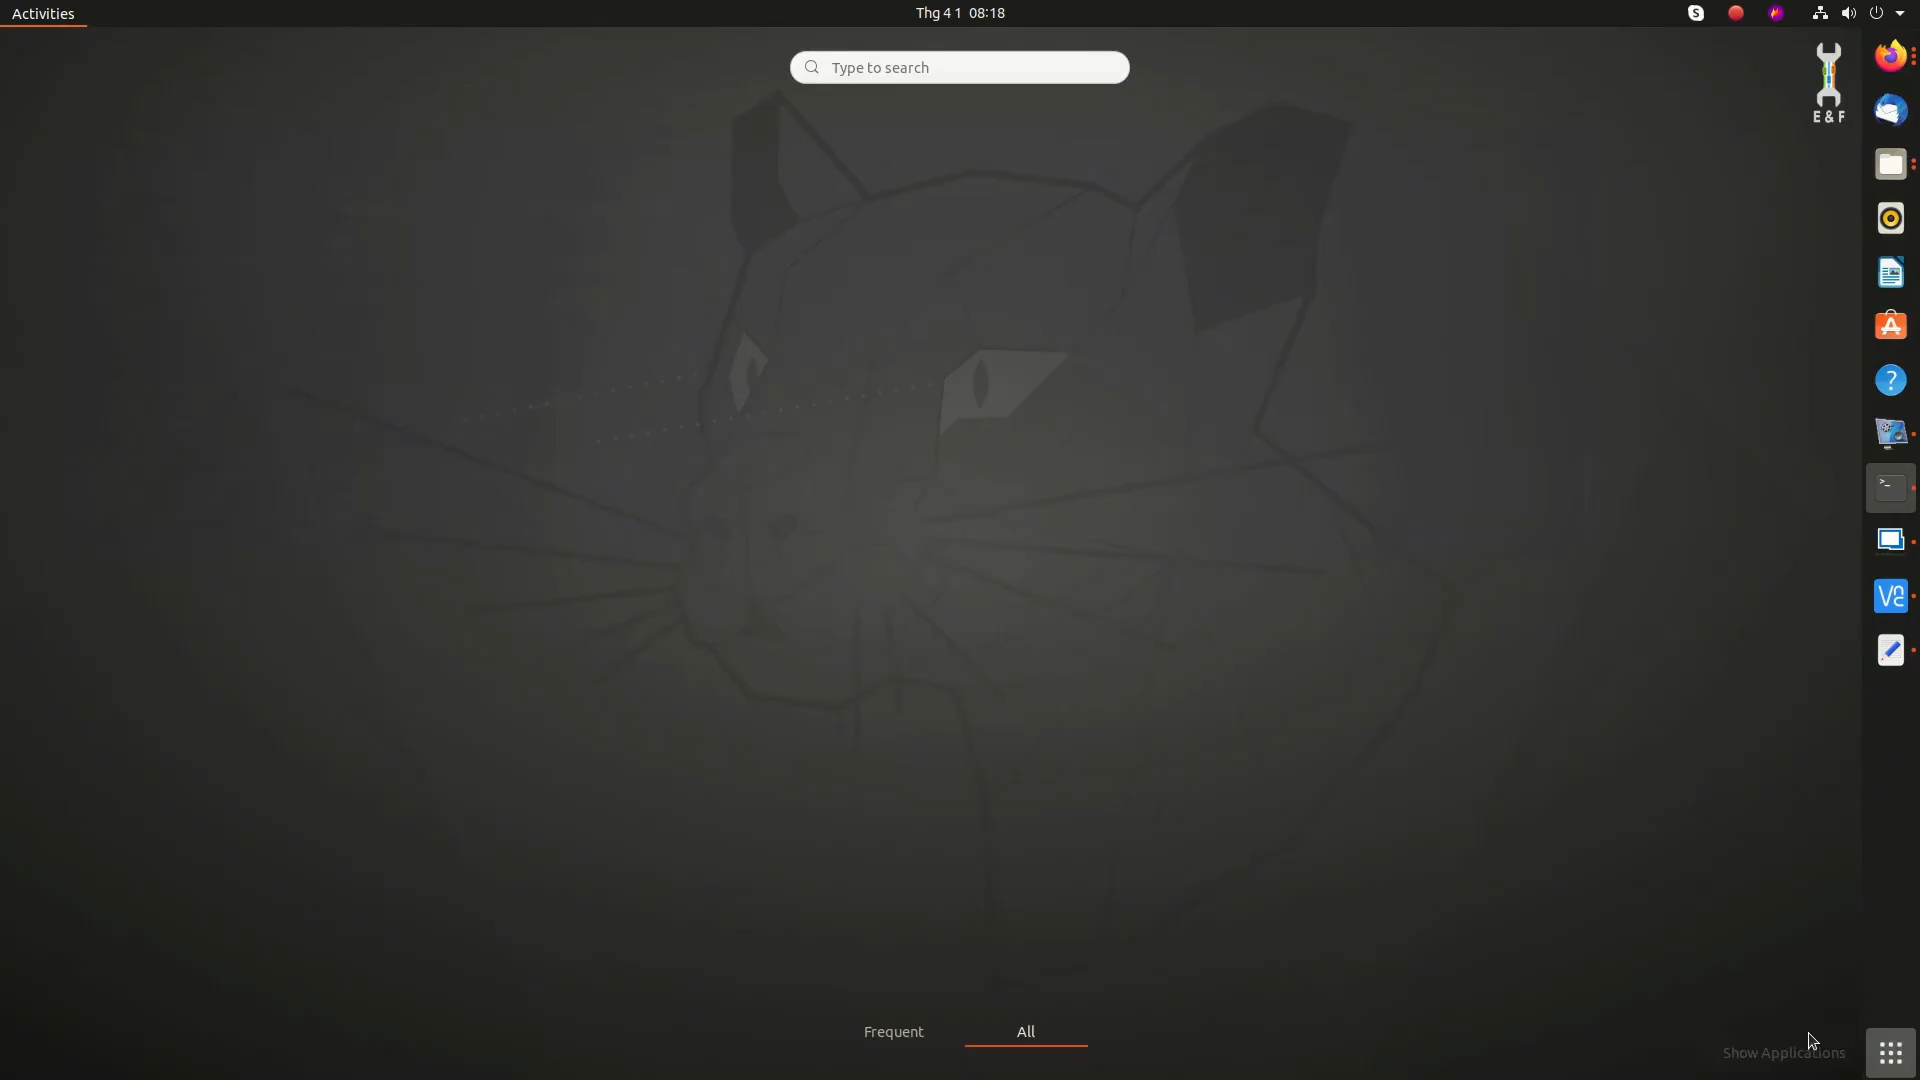 Activities
Thg 4 1 08:18
Type to search
E & F
Frequent
All
Show Applications